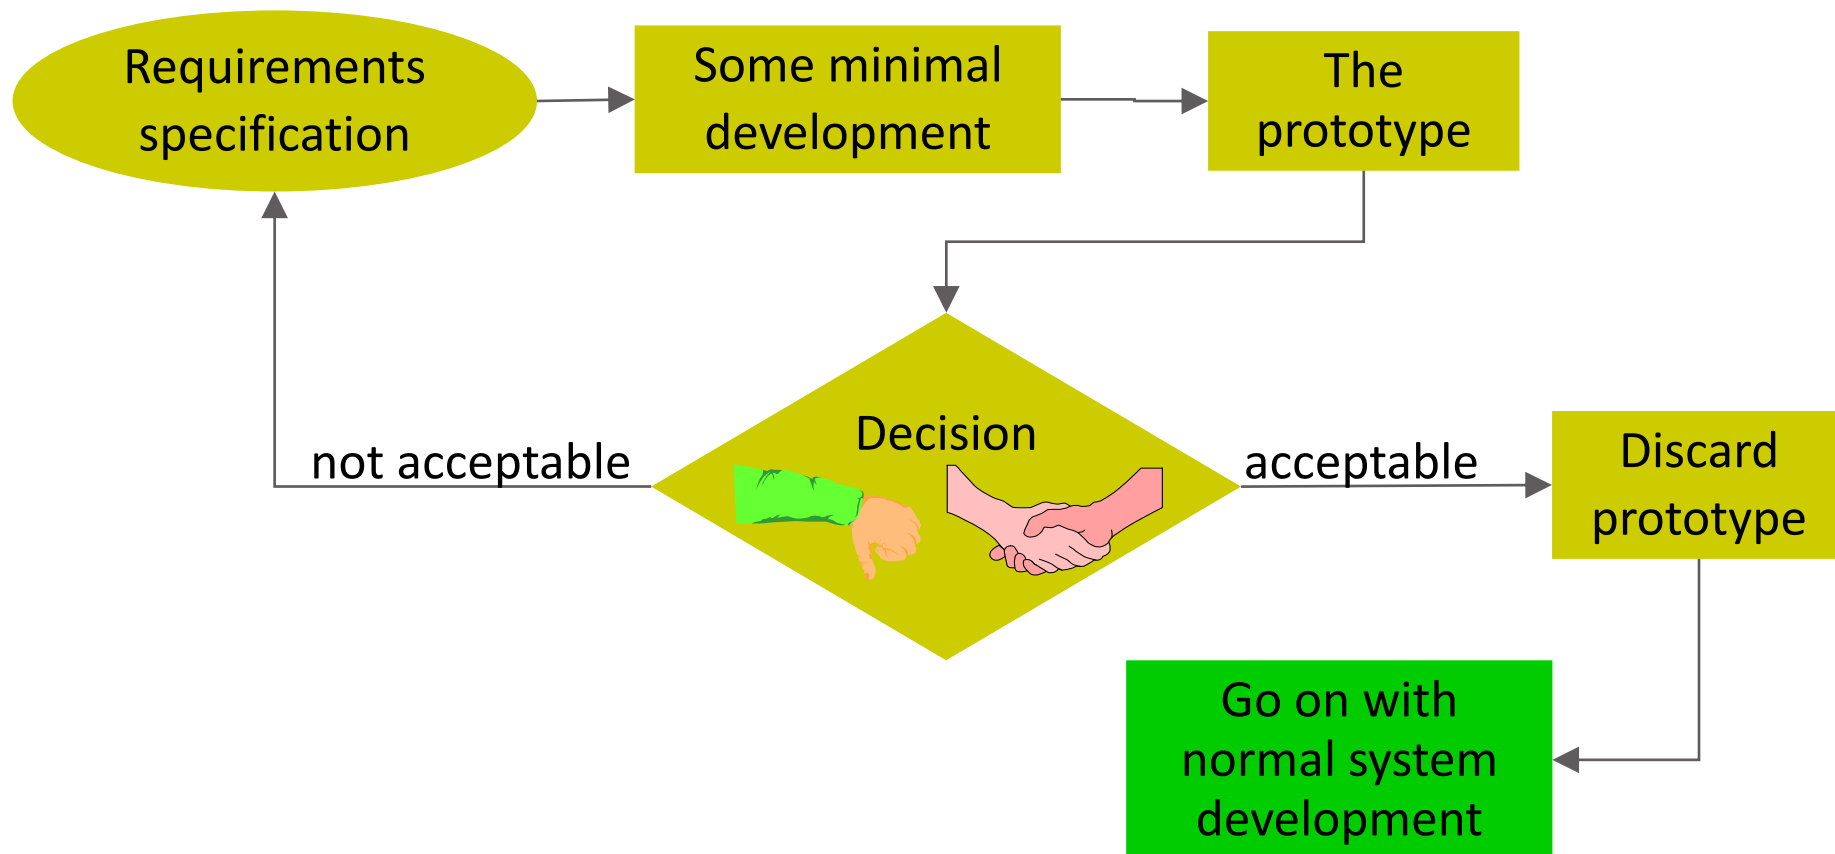 Requirements
specification
Some minimal
development
The
prototype
Decision
not acceptable
acceptable
Discard
prototype
Go on with
normal system
development